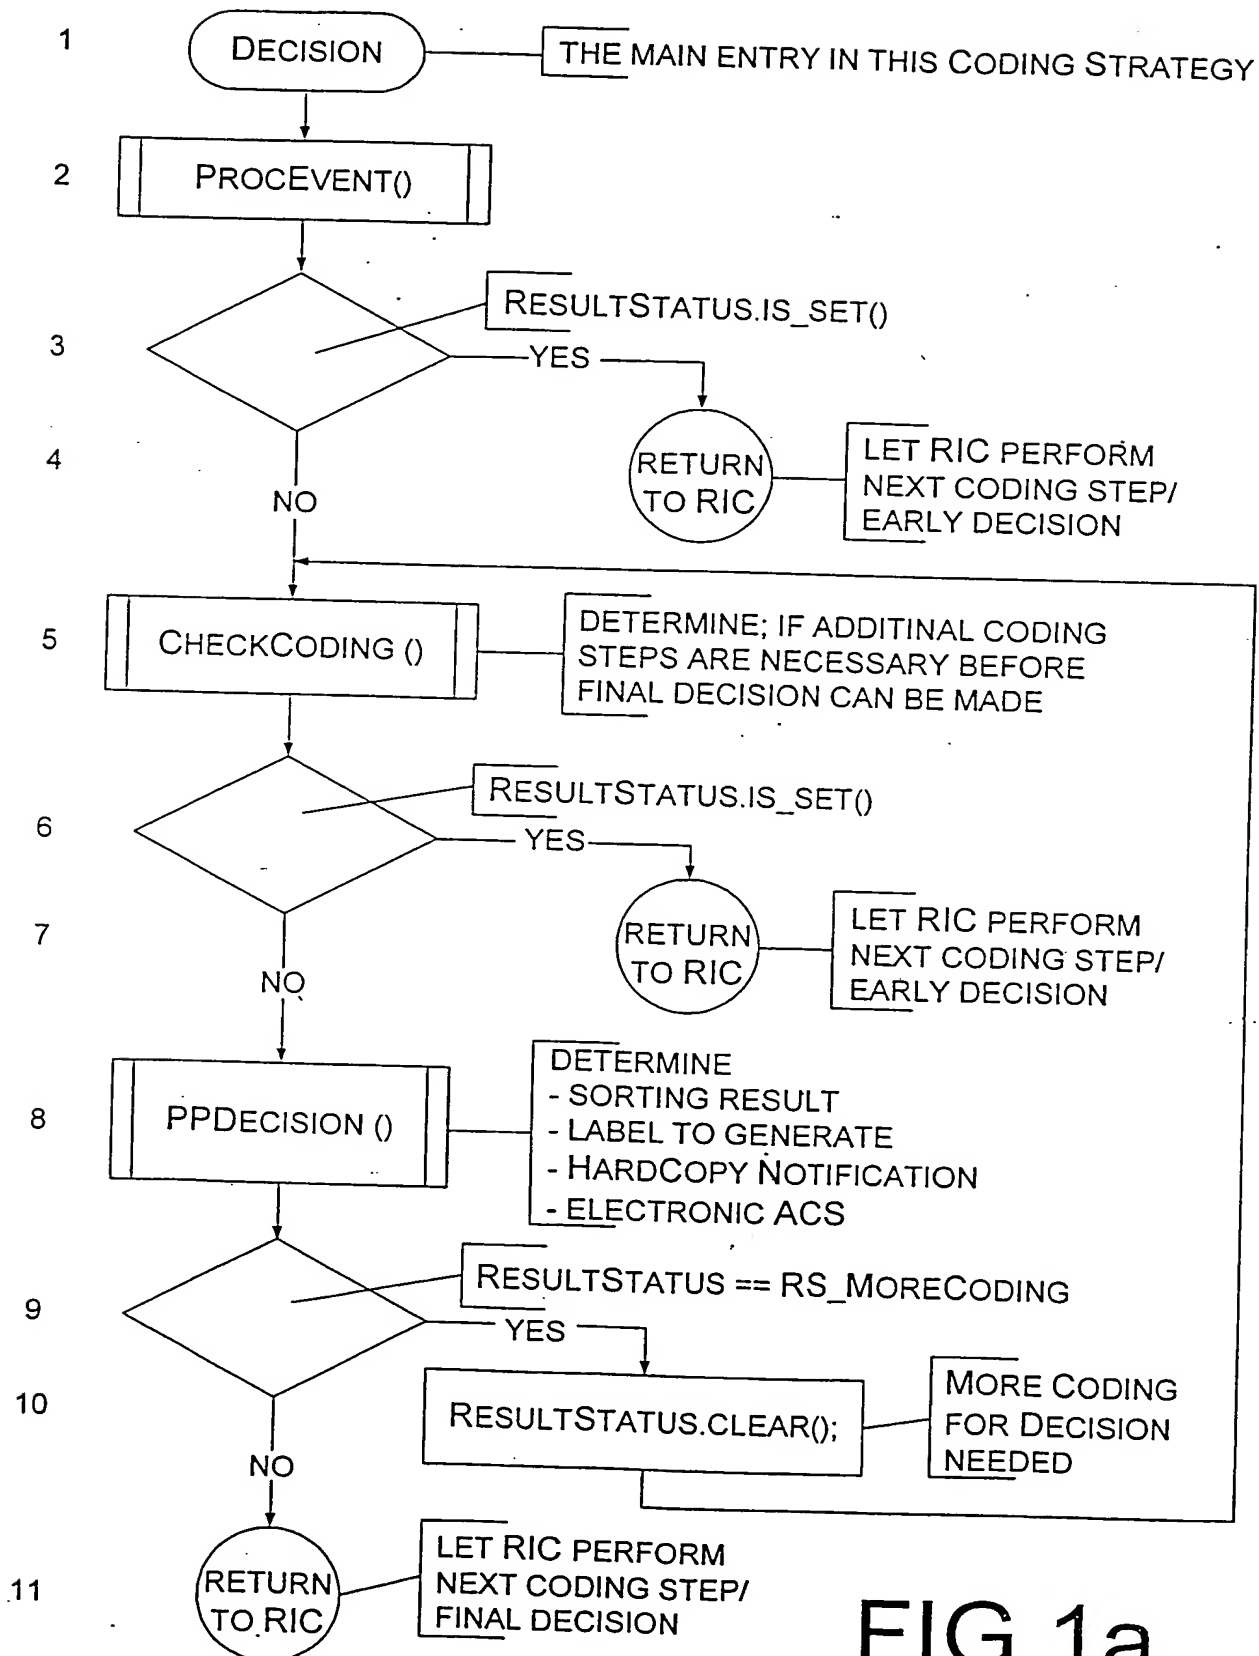 1
DECISION
THE MAIN ENTRY IN THIS CODING STRATEGY
2
PROCEVENT()
3
RESULTSTATUS.IS_SET()
YES
4
RETURN
TO RIC
LET RIC PERFORM
NEXT CODING STEP/
EARLY DECISION
NO
5
CHECKCODING ()
DETERMINE; IF ADDITINAL CODING
STEPS ARE NECESSARY BEFORE
FINAL DECISION CAN BE MADE
6
RESULTSTATUS.IS_SET()
YES
7
RETURN
TO RIC
LET RIC PERFORM
NEXT CODING STEP/
EARLY DECISION
NO
8
PPDECISION ()
DETERMINE
- SORTING RESULT
- LABEL TO GENERATE
- HARDCOPY NOTIFICATION
- ELECTRONIC ACS
9
RESULTSTATUS == RS_MORECODING
YES
10
RESULTSTATUS.CLEAR();
MORE CODING
FOR DECISION
NEEDED
NO
11
RETURN
TO RIC
LET RIC PERFORM
NEXT CODING STEP/
FINAL DECISION
FIG 1a